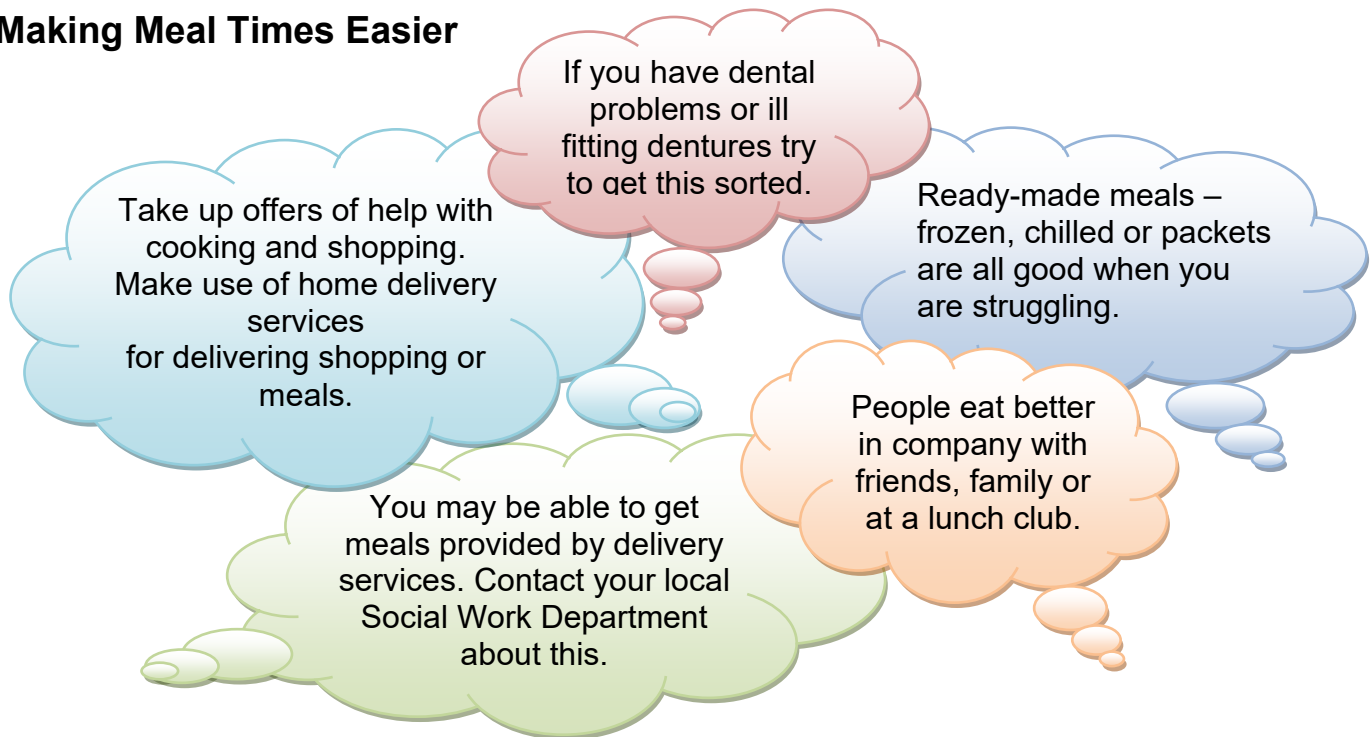 Making Meal Times Easier
If you have dental
problems or ill
fitting dentures try
to get this sorted.
Take up offers of help with
cooking and shopping.
Make use of home delivery
services
for delivering shopping or
meals.
Ready-made meals –
frozen, chilled or packets
are all good when you
are struggling.
People eat better
in company with
friends, family or
at a lunch club.
You may be able to get
meals provided by delivery
services. Contact your local
Social Work Department
about this.